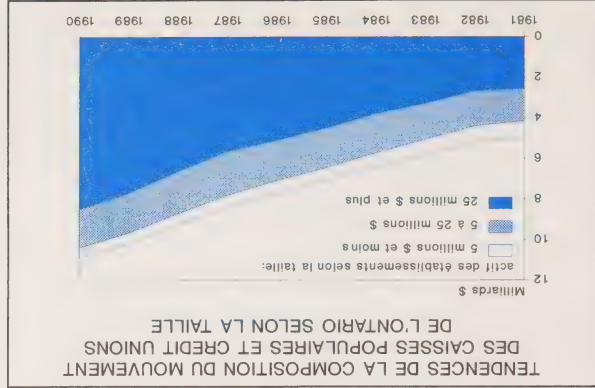 TENDENCES DE LA COMPOSITION DU MOUVEMENT
DES CAISSES POPULAIRES ET CREDIT UNIONS
DE L'ONTARIO SELON LA TAILLE
Milliards $
12
actif des établissements selon la taille:
5 millions $ et moins
10
5 à 25 millions $
8
25 millions $ et plus
6
4
2
0
1981 1982 1983 1984 1985 1986 1987 1988 1989 1990